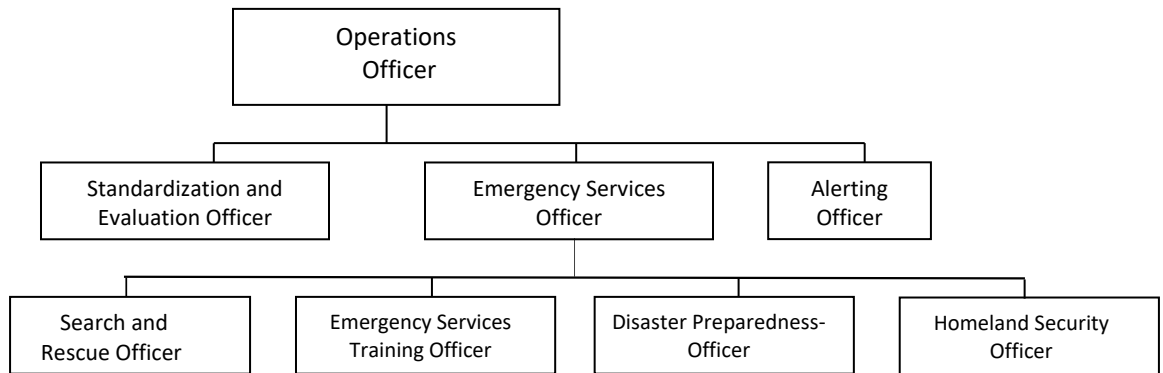 Operations
Officer
Standardization and
Evaluation Officer
Emergency Services
Officer
Alerting
Officer
Search and
Rescue Officer
Emergency Services
Training Officer
Disaster Preparedness-
Officer
Homeland Security
Officer